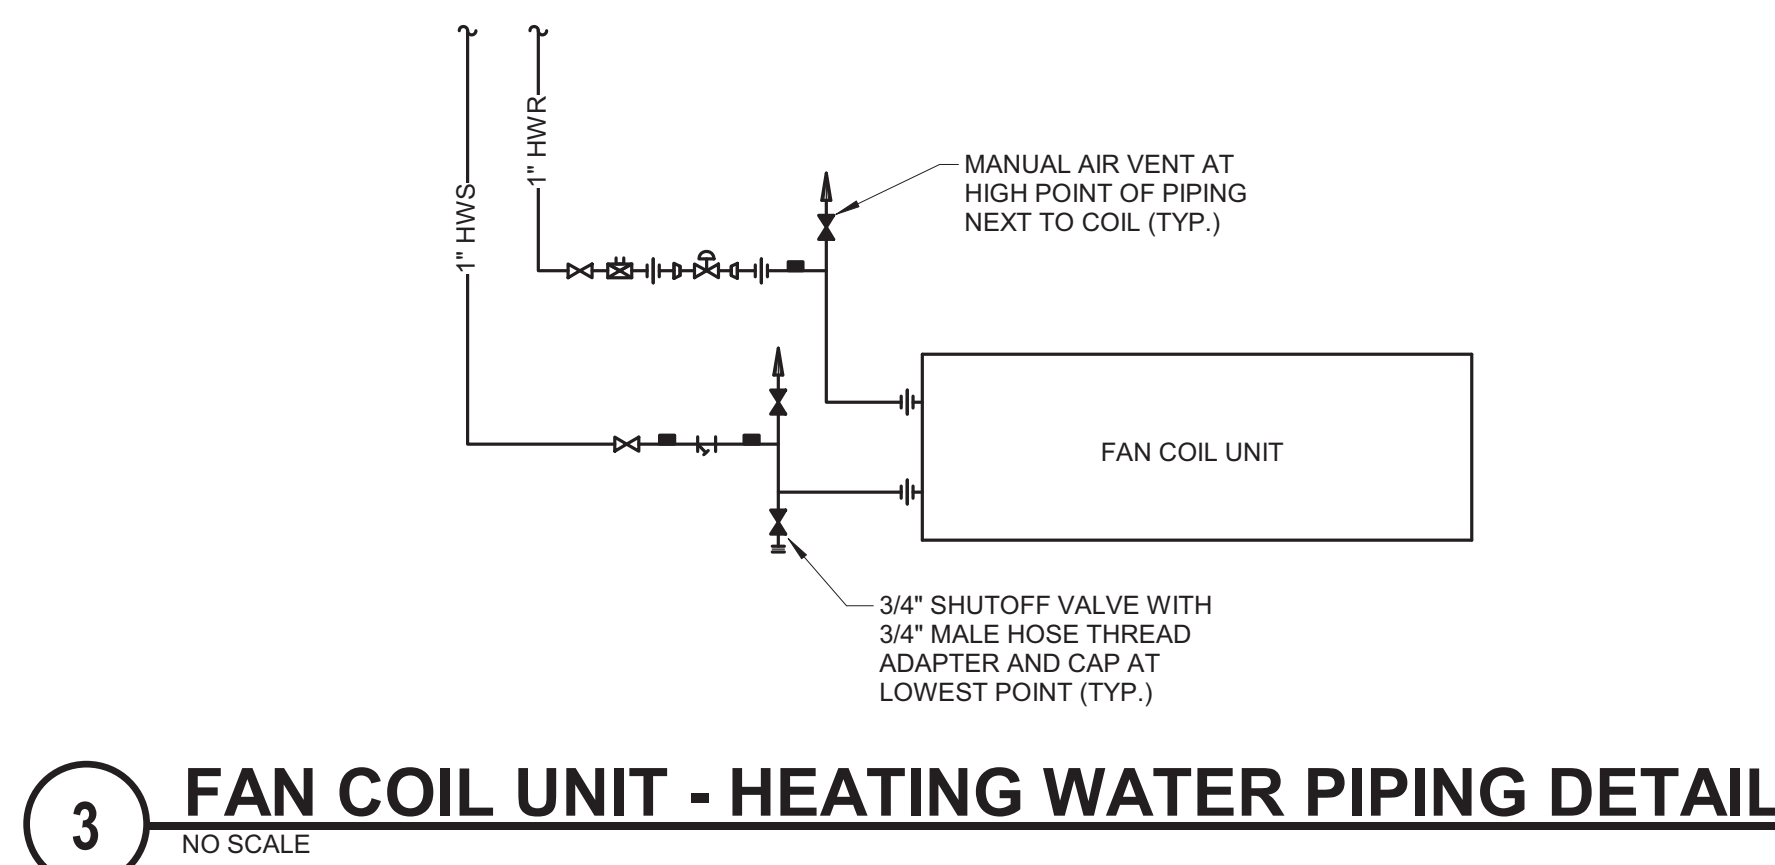 1" HWS
1" HWR
MANUAL AIR VENT AT
HIGH POINT OF PIPING
NEXT TO COIL (TYP.)
FAN COIL UNIT
3/4" SHUTOFF VALVE WITH
3/4" MALE HOSE THREAD
ADAPTER AND CAP AT
LOWEST POINT (TYP.)
3
FAN COIL UNIT - HEATING WATER PIPING DETAIL
NO SCALE